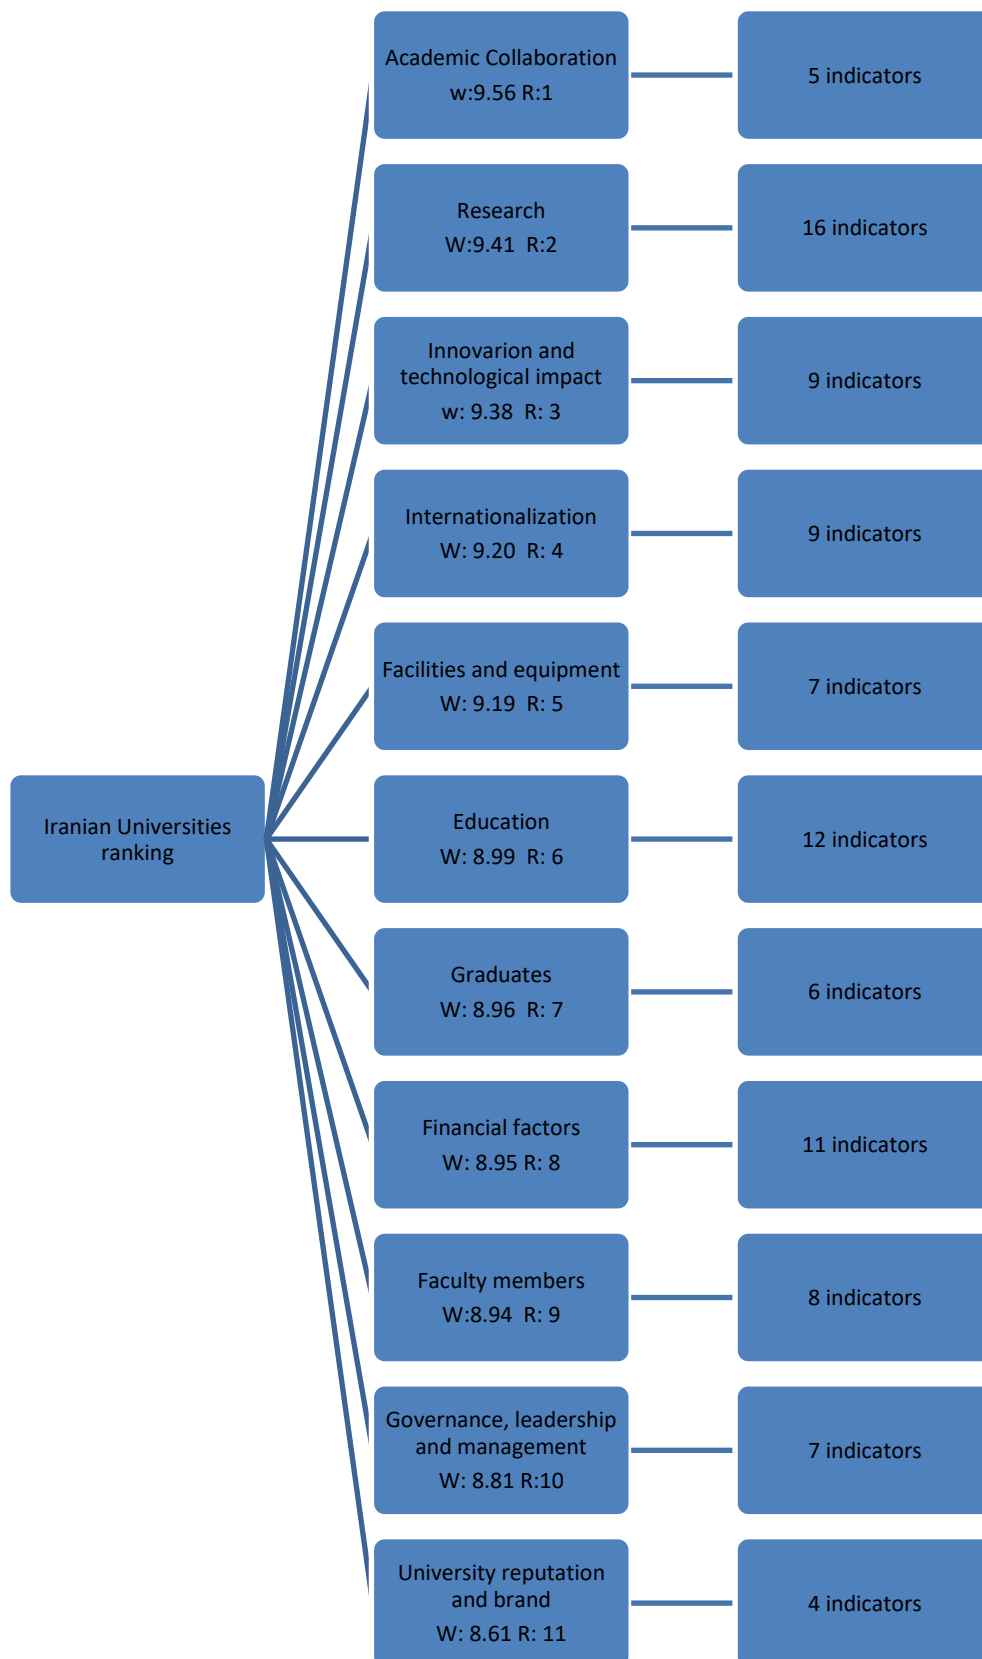 Academic Collaboration
w:9.56 R:1
5 indicators
Research
W:9.41 R:2
16 indicators
Innovarion and
technological impact
w: 9.38 R: 3
9 indicators
Internationalization
W: 9.20 R: 4
9 indicators
Facilities and equipment
W: 9.19 R: 5
7 indicators
Iranian Universities
ranking
Education
W: 8.99 R: 6
12 indicators
Graduates
W: 8.96 R: 7
6 indicators
Financial factors
W: 8.95 R: 8
11 indicators
Faculty members
W:8.94 R: 9
8 indicators
Governance, leadership
and management
W: 8.81 R:10
7 indicators
University reputation
and brand
W: 8.61 R: 11
4 indicators